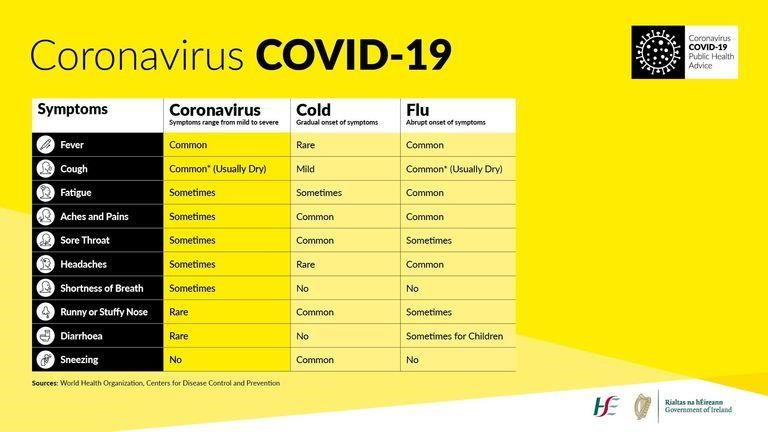 Coronavirus COVID-19
Coronavirus
COVID-19
Public Health
Advice
Symptoms Coronavirus Cold Flu
Symptoms range from mild to severe Gradual onset of symptoms Abrupt onset of symptoms
Fever Common Rare Common
Cough Common* (Usually Dry) Mild Common* (Usually Dry)
Fatigue Sometimes Sometimes Common
Aches and Pains Sometimes Common Common
Sore Throat Sometimes Common Sometimes
Headaches Sometimes Rare Common
Shortness of Breath Sometimes No No
Runny or Stuffy Nose Rare Common Sometimes
Diarrhoea Rare No Sometimes for Children
Sneezing No Common No
Sources: World Health Organization, Centers for Disease Control and Prevention
Rialtas na hÉireann
Government of Ireland